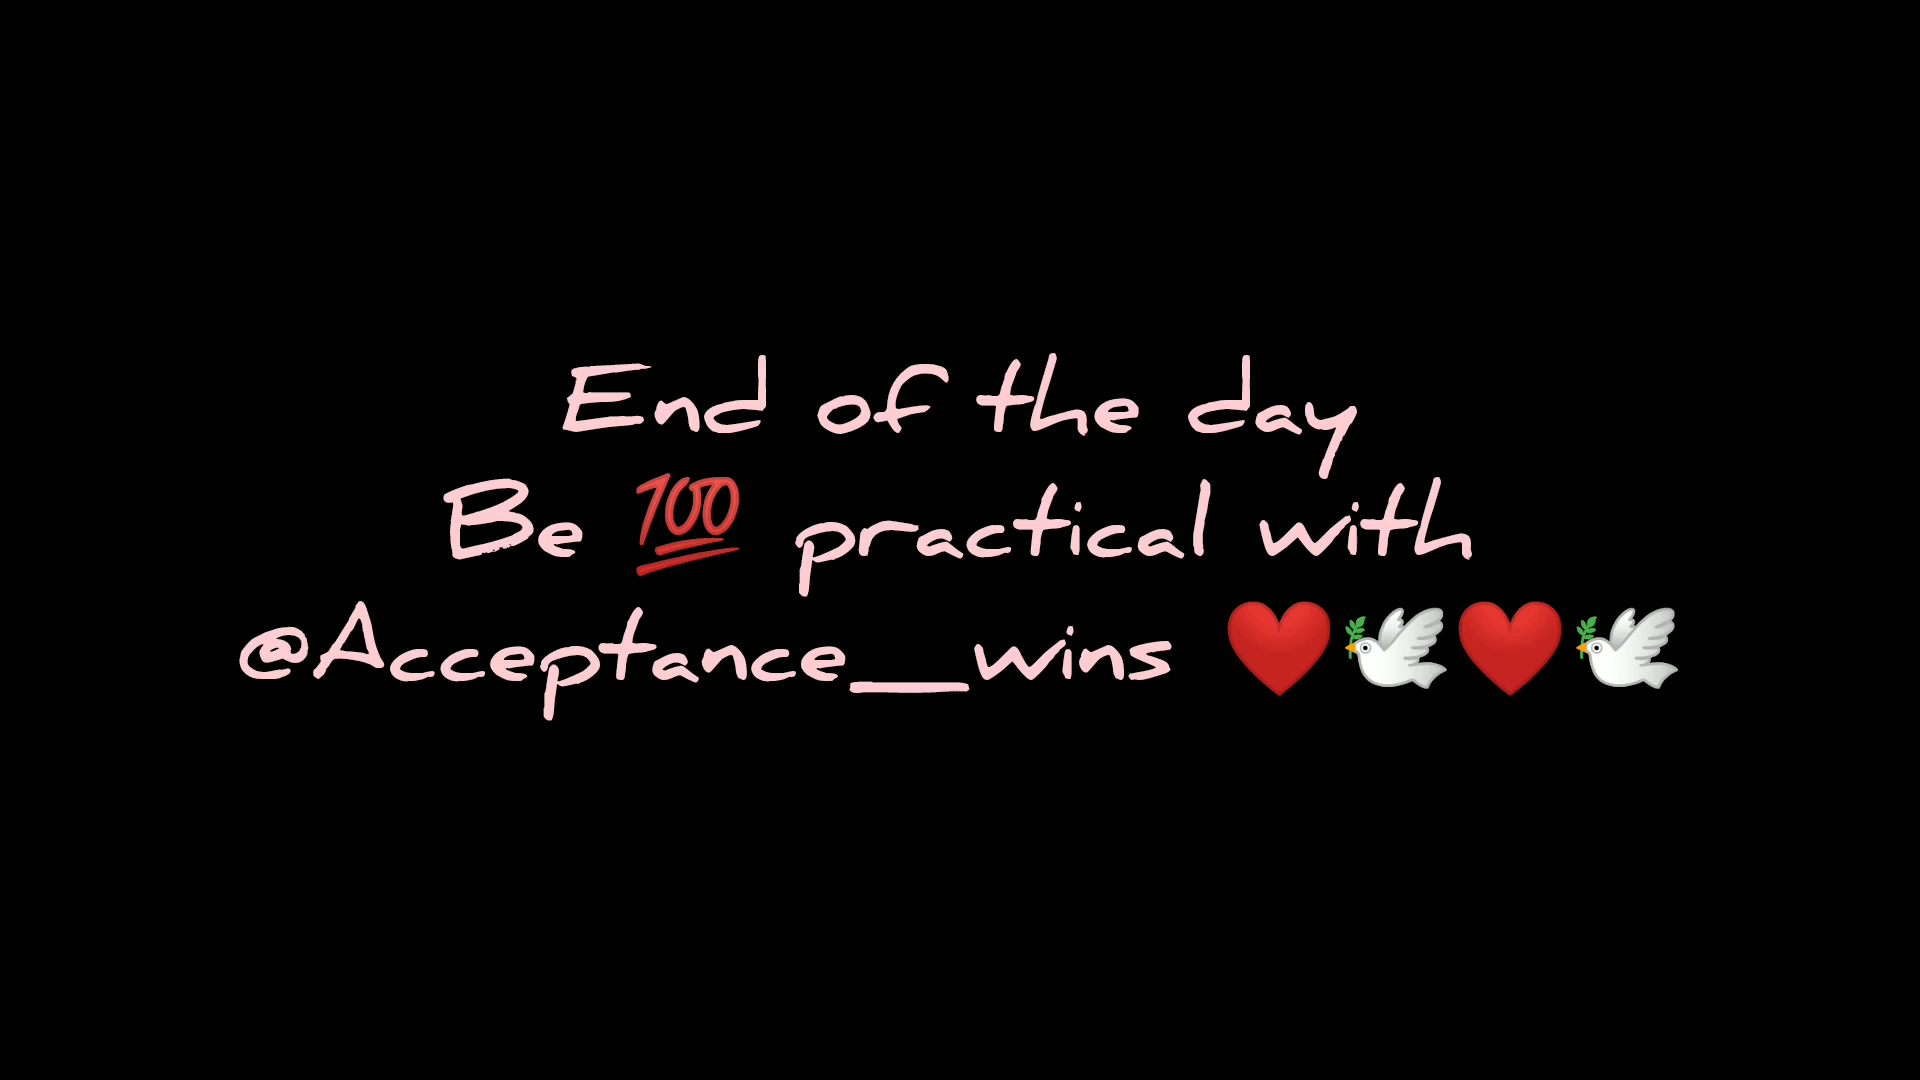 End of the day
Be 💯 practical with
@Acceptance__wins ❤️🕊️❤️🕊️